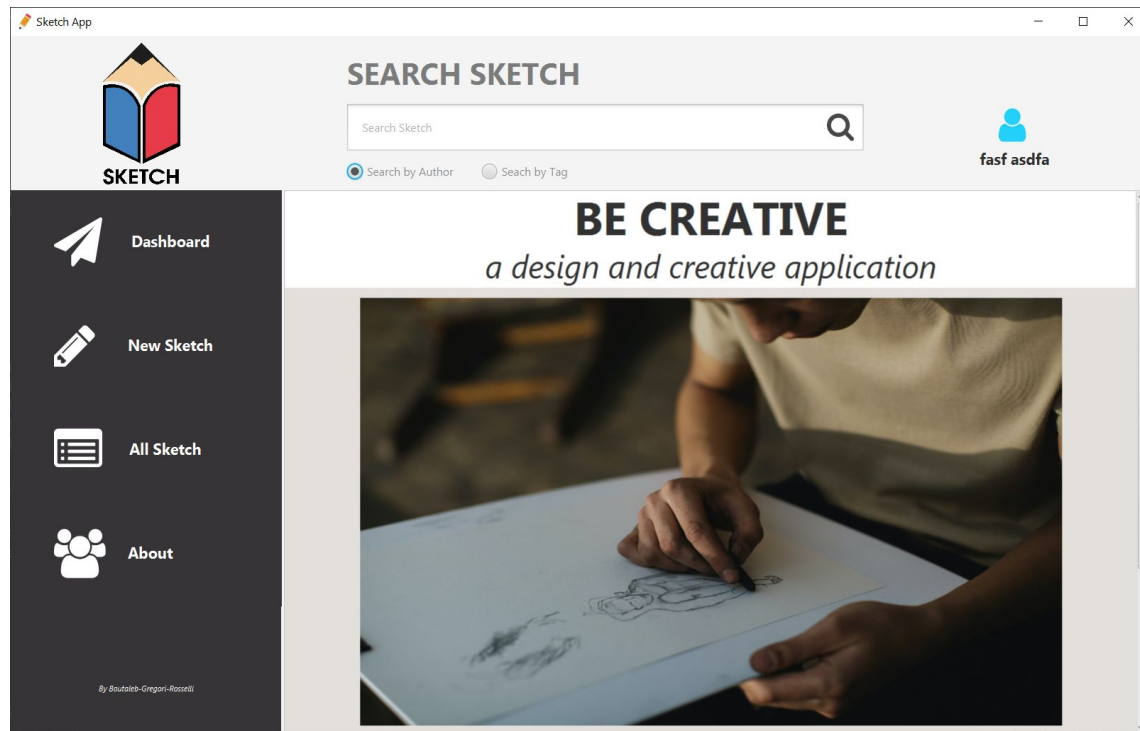 Sketch App
SKETCH
SEARCH SKETCH
Search Sketch
Search by Author
Seach by Tag
fasf asdfa
Dashboard
New Sketch
All Sketch
About
By Boutaleb-Gregori-Rosselli
BE CREATIVE
a design and creative application